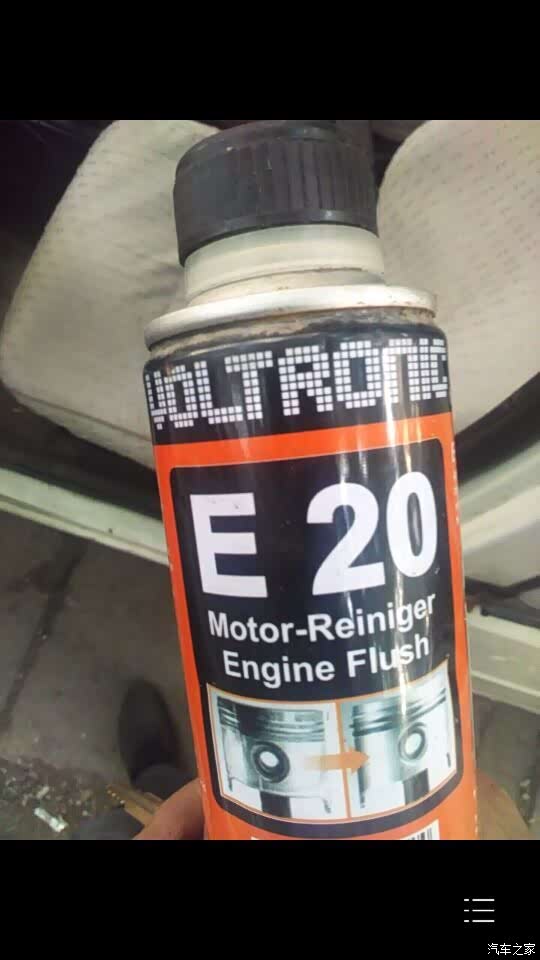 VOLTRONIC
E 20
Motor-Reiniger
Engine Flush
汽车之家